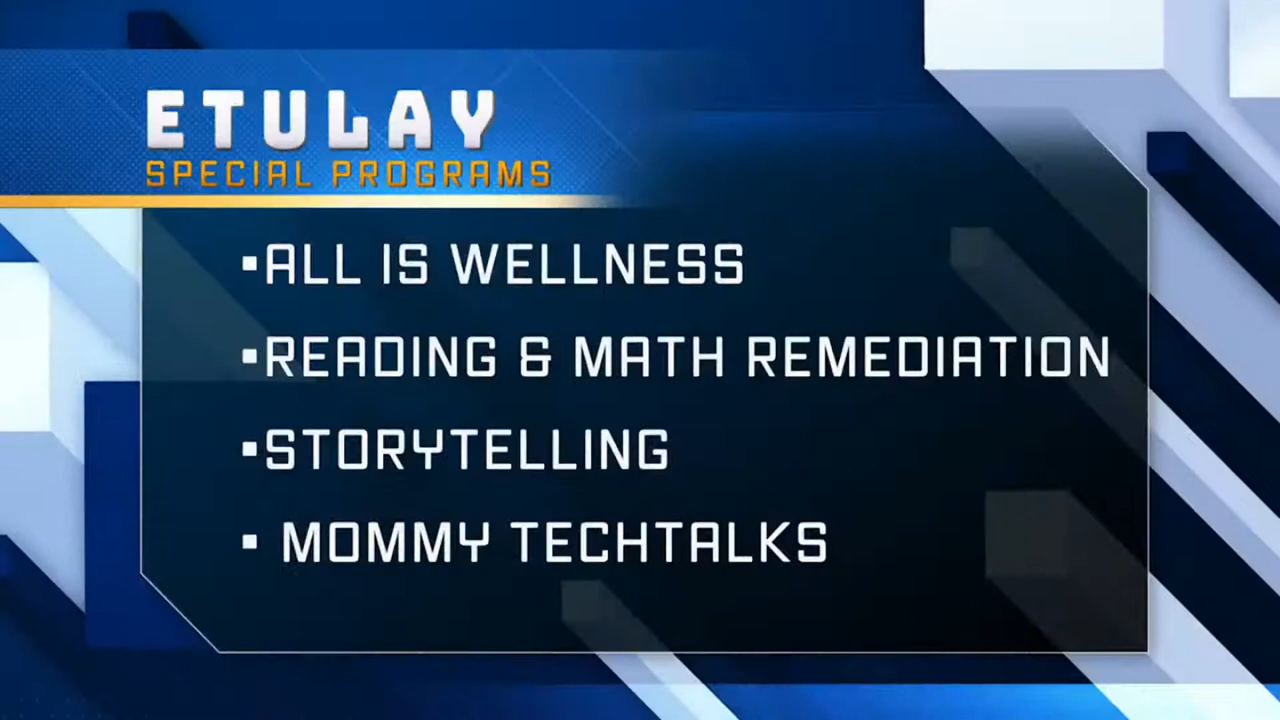 ETULAY
SPECIAL PROGRAMS
▪ALL IS WELLNESS
▪READING & MATH REMEDIATION
▪STORYTELLING
▪ MOMMY TECHTALKS